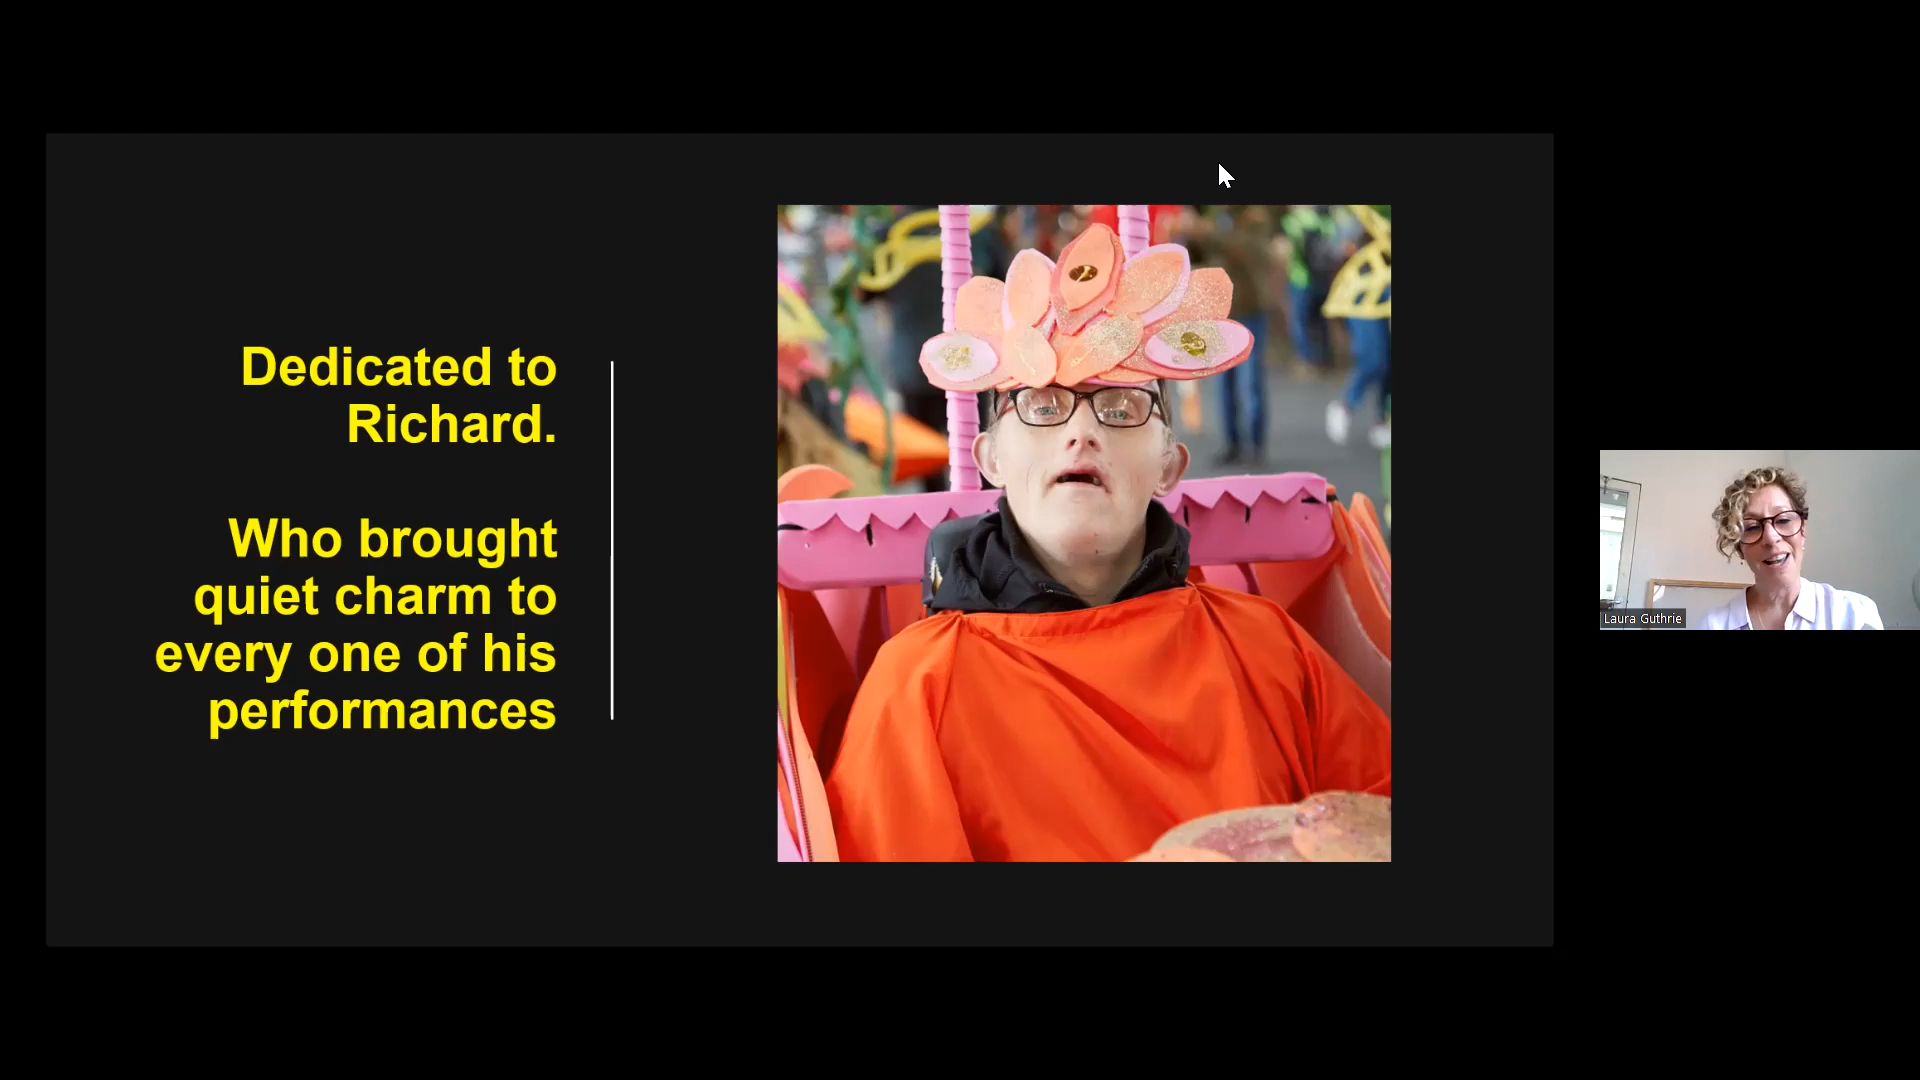 Dedicated to
Richard.
Who brought
quiet charm to
every one of his
performances
Laura Guthrie